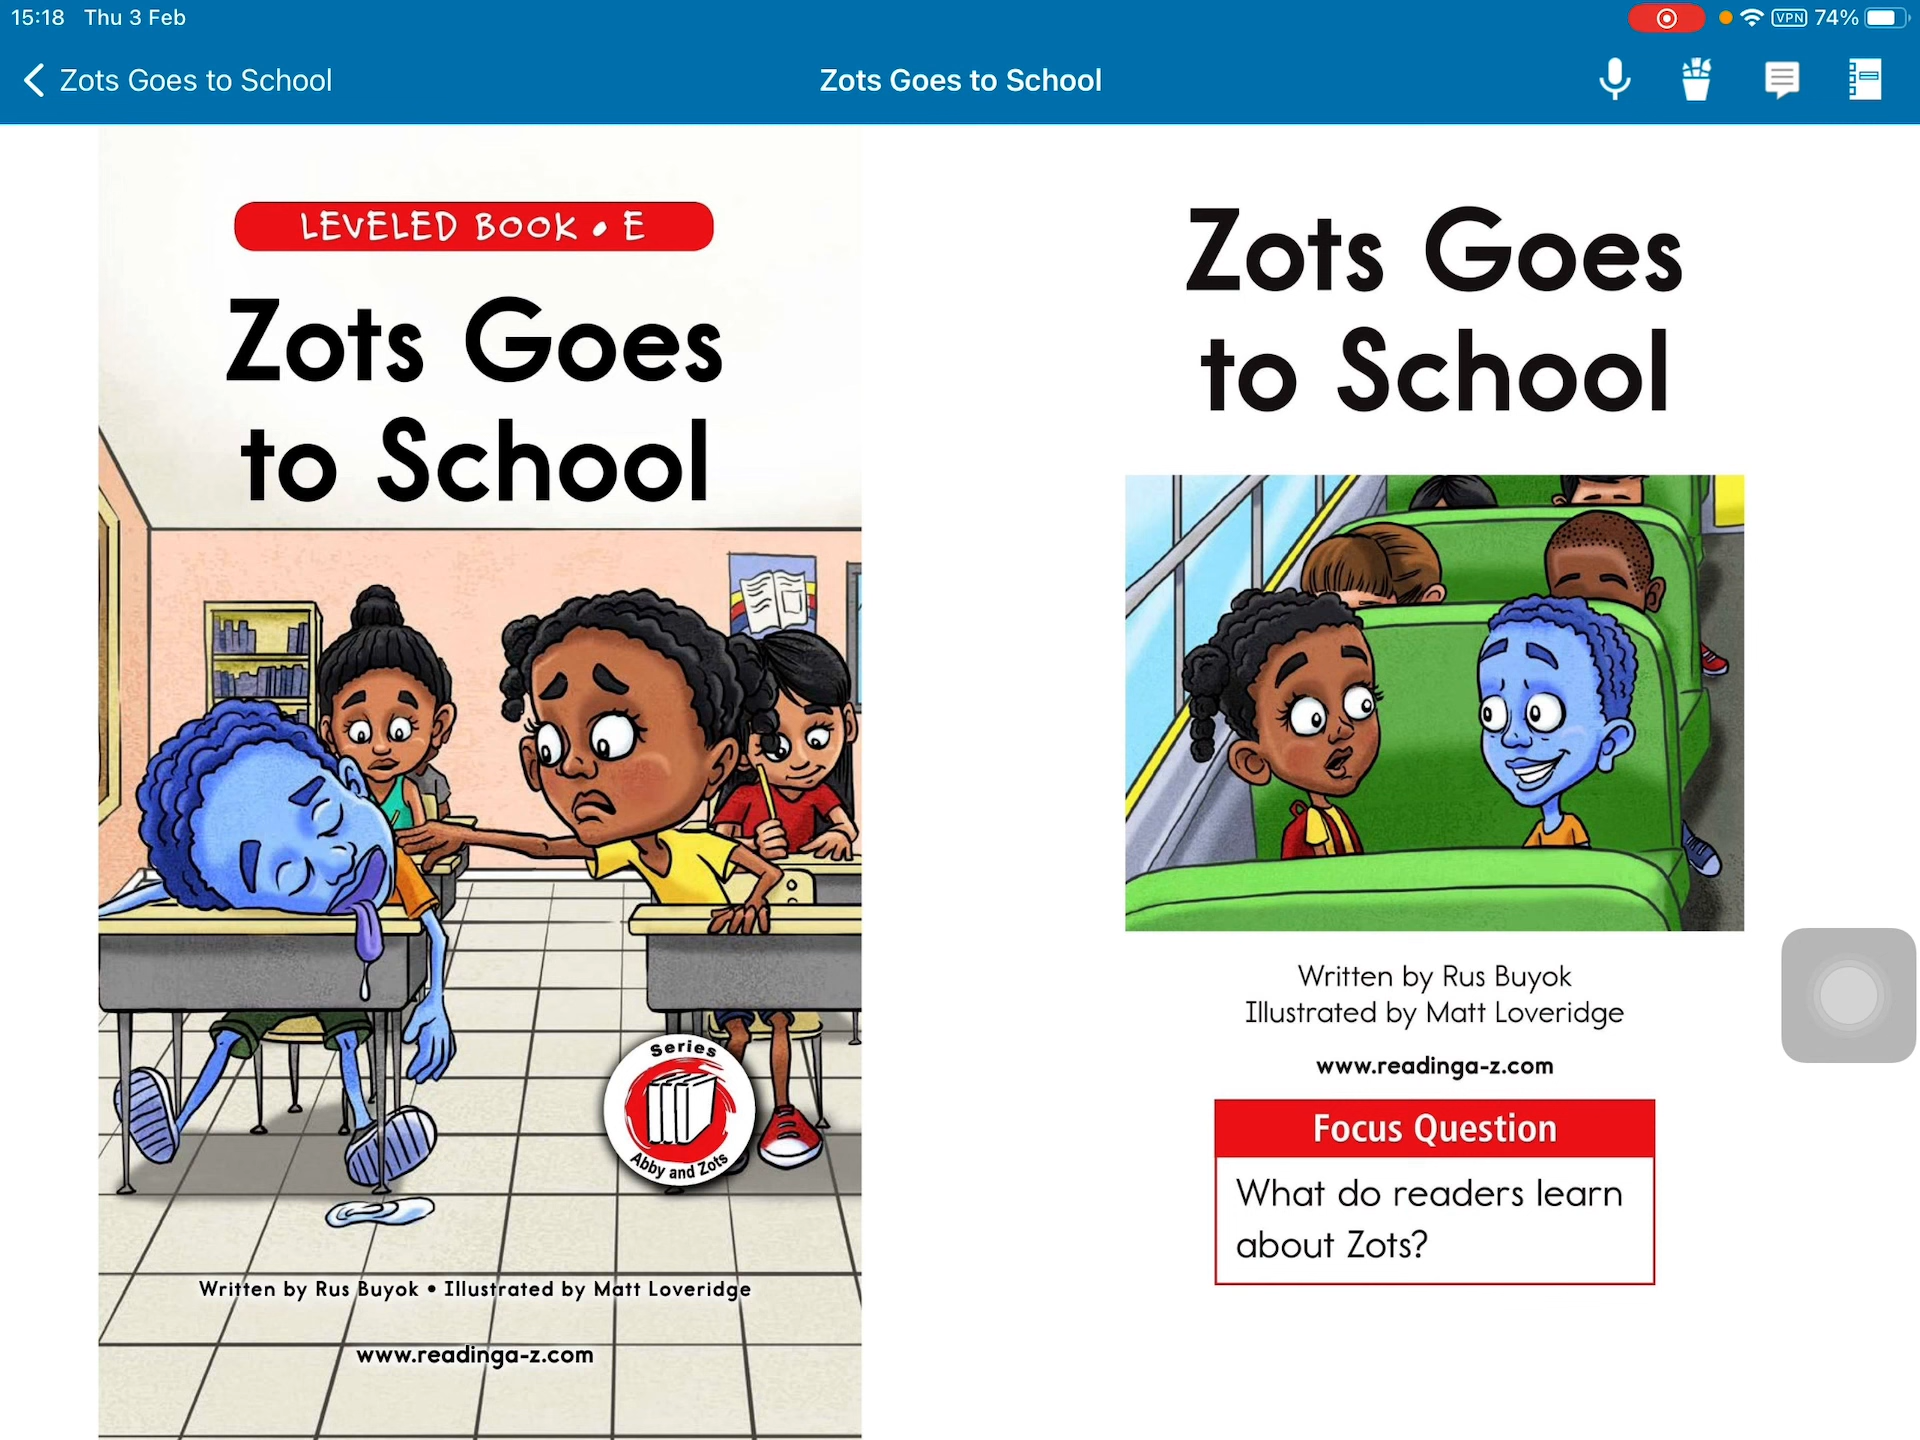 15:18 Thu 3 Feb
VPN 74%
Zots Goes to School
Zots Goes to School
LEVELED BOOK • E
Zots Goes
to School
Series
Abby and Zots
Written by Rus Buyok • Illustrated by Matt Loveridge
www.readinga-z.com
Zots Goes
to School
Written by Rus Buyok
Illustrated by Matt Loveridge
www.readinga-z.com
Focus Question
What do readers learn
about Zots?